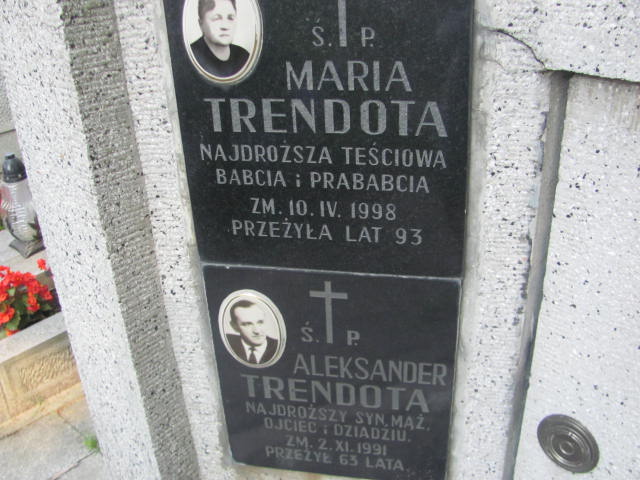 Ś. P.
MARIA
TRENDOTA
NAJDROŻSZA TEŚCIOWA
BABCIA i PRABABCIA
ZM. 10. IV. 1998
PRZEŻYŁA LAT 93
Ś. P.
ALEKSANDER
TRENDOTA
NAJDROŻSZY SYN, MĄŻ,
OJCIEC i DZIADZIU.
ZM. 2. XI. 1991
PRZEŻYŁ 63 LATA